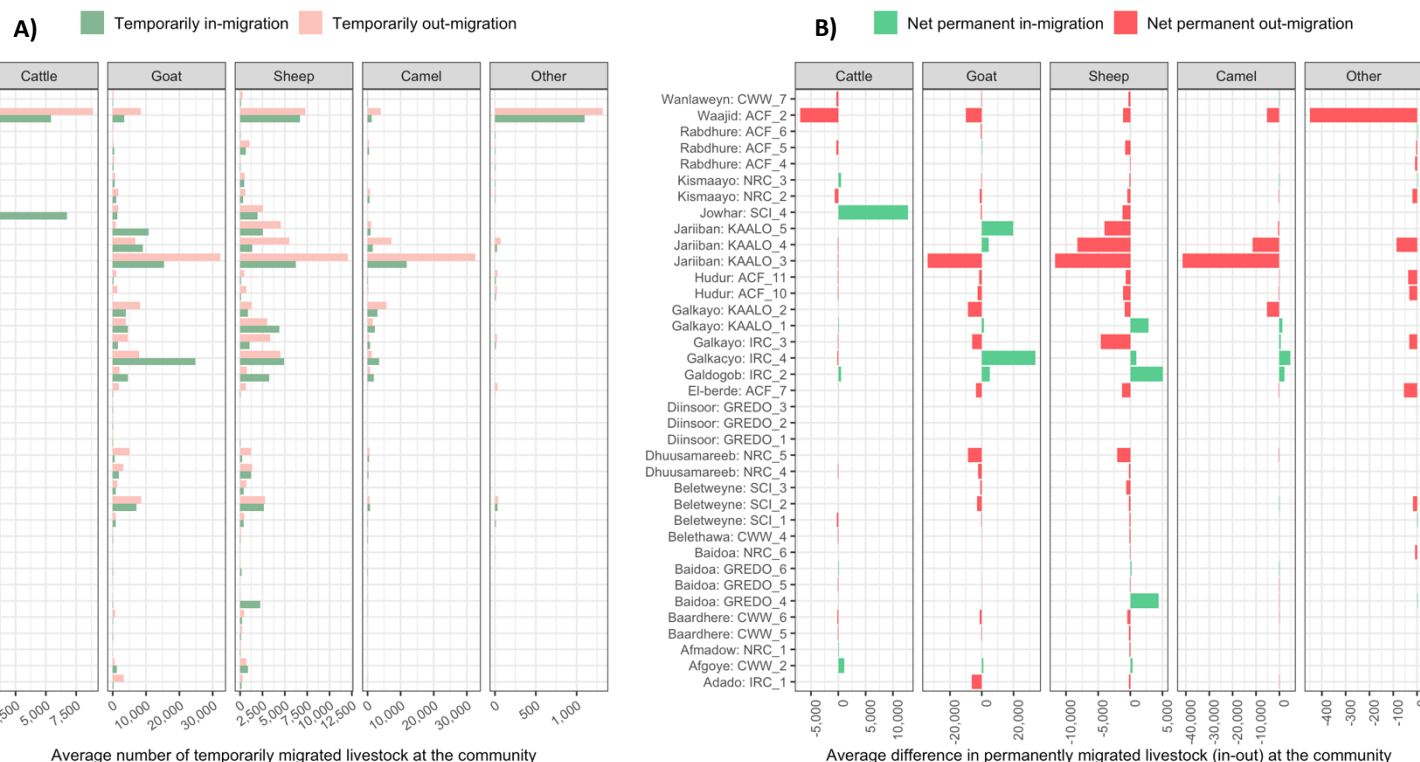 A)
Temporarily in-migration
Temporarily out-migration
B)
Net permanent in-migration
Net permanent out-migration
Cattle
Goat
Sheep
Camel
Other
Cattle
Goat
Sheep
Camel
Other
Wanlaweyn: CWW_7
Waajid: ACF_2
Rabdhure: ACF_6
Rabdhure: ACF_5
Rabdhure: ACF_4
Kismaayo: NRC_3
Kismaayo: NRC_2
Jowhar: SCI_4
Jariiban: KAALO_5
Jariiban: KAALO_4
Jariiban: KAALO_3
Hudur: ACF_11
Hudur: ACF_10
Galkayo: KAALO_2
Galkayo: KAALO_1
Galkayo: IRC_3
Galkacyo: IRC_4
Galdogob: IRC_2
El-berde: ACF_7
Diinsoor: GREDO_3
Diinsoor: GREDO_2
Diinsoor: GREDO_1
Dhuusamareeb: NRC_5
Dhuusamareeb: NRC_4
Beletweyne: SCI_3
Beletweyne: SCI_2
Beletweyne: SCI_1
Belethawa: CWW_4
Baidoa: NRC_6
Baidoa: GREDO_6
Baidoa: GREDO_5
Baidoa: GREDO_4
Baardhere: CWW_6
Baardhere: CWW_5
Afmadow: NRC_1
Afgoye: CWW_2
Adado: IRC_1
,500
5,000
7,500
0
10,000
20,000
30,000
0
2,500
5,000
7,500
10,000
12,500
0
10,000
20,000
30,000
0
500
1,000
-5,000
0
5,000
10,000
-20,000
0
20,000
-10,000
-5,000
0
5,000
-40,000
-30,000
-20,000
-10,000
0
-400
-300
-200
-100
0
Average number of temporarily migrated livestock at the community
Average difference in permanently migrated livestock (in-out) at the community